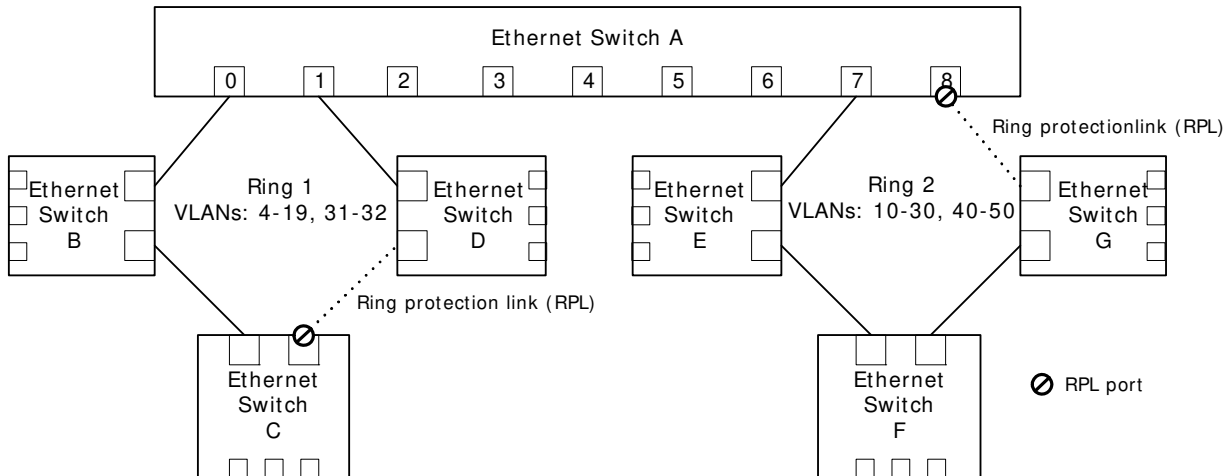 Ethernet Switch A
0 1 2 3 4 5 6 7 8
Ring protectionlink (RPL)
Ethernet
Switch
B
Ring 1
VLANs: 4-19, 31-32
Ethernet
Switch
D
Ethernet
Switch
E
Ring 2
VLANs: 10-30, 40-50
Ethernet
Switch
G
Ring protection link (RPL)
Ethernet
Switch
C
Ethernet
Switch
F
RPL port